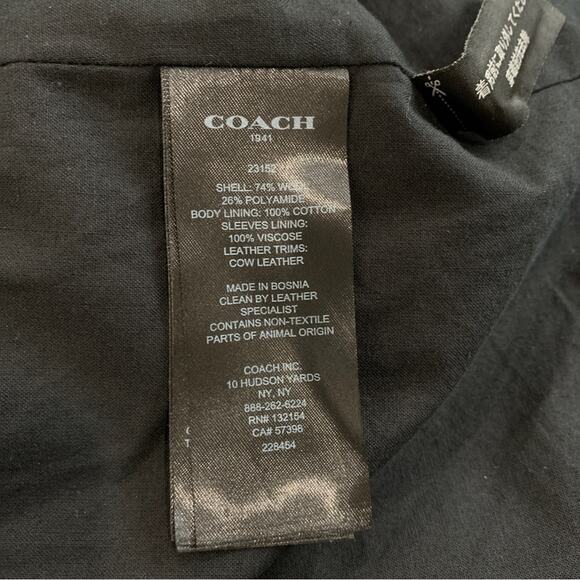 COACH
1941
23152
SHELL: 74% WOOL
26% POLYAMIDE
BODY LINING: 100% COTTON
SLEEVES LINING:
100% VISCOSE
LEATHER TRIMS:
COW LEATHER
MADE IN BOSNIA
CLEAN BY LEATHER
SPECIALIST
CONTAINS NON-TEXTILE
PARTS OF ANIMAL ORIGIN
COACH INC.
10 HUDSON YARDS
NY, NY
888-262-6224
RN# 132154
CA# 57398
228454